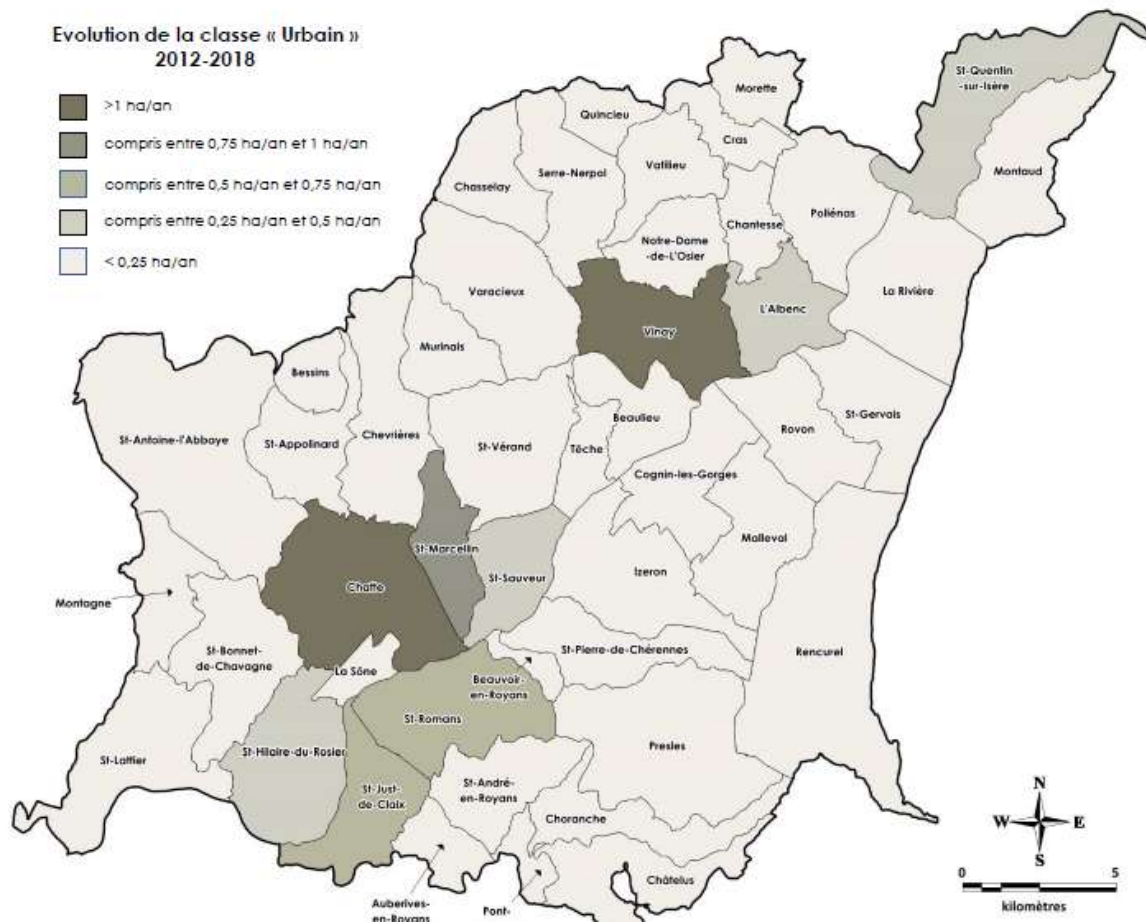 Evolution de la classe « Urbain »
2012-2018
>1 ha/an
compris entre 0,75 ha/an et 1 ha/an
compris entre 0,5 ha/an et 0,75 ha/an
compris entre 0,25 ha/an et 0,5 ha/an
< 0,25 ha/an
St-Quentin
-sur-Isère
Morette
Quincieu
Cras
Vatilieu
Serre-Nerpol
Montaud
Chasselay
Poliénas
Chantesse
Notre-Dame
-de-L'Osier
Varacieux
La Rivière
L'Albenc
Vinay
Murinais
Bessins
Beaulieu
St-Gervais
Rovon
St-Antoine-l'Abbaye
St-Appolinard
Chevrières
St-Vérand
Têche
Cognin-les-Gorges
Malleval
St-Marcellin
Izeron
St-Sauveur
Chatte
Montagne
St-Bonnet-
de-Chavagne
St-Pierre-de-Chérennes
Rencurel
La Sône
Beauvoir-
en-Royans
St-Romans
St-Hilaire-du-Rosier
Presles
St-Lattier
St-André-
en-Royans
St-Just-
de-Claix
Choranche
Châtelus
Auberives-
en-Royans
Pont-
N
W
E
S
0
5
kilomètres